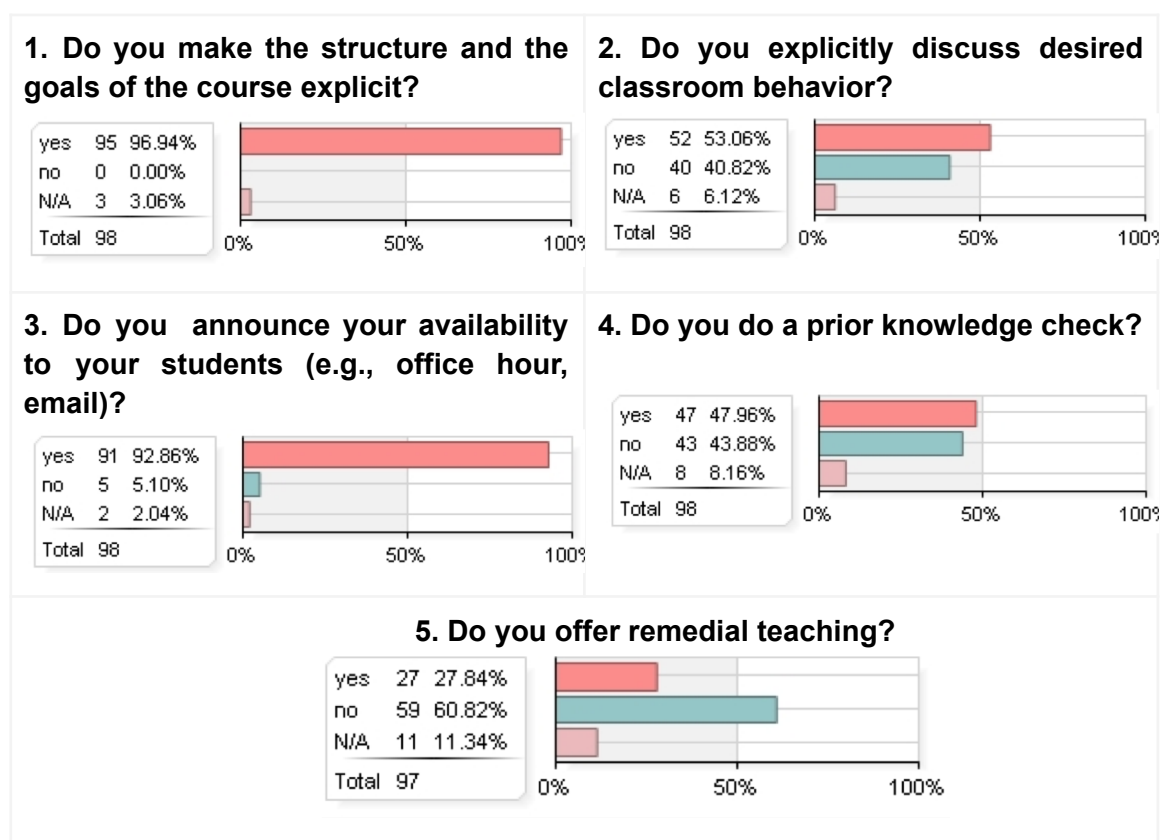 1. Do you make the structure and the
goals of the course explicit?
yes 95 96.94%
no 0 0.00%
N/A 3 3.06%
Total 98
0% 50% 100%
2. Do you explicitly discuss desired
classroom behavior?
yes 52 53.06%
no 40 40.82%
N/A 6 6.12%
Total 98
0% 50% 100%
3. Do you announce your availability
to your students (e.g., office hour,
email)?
yes 91 92.86%
no 5 5.10%
N/A 2 2.04%
Total 98
0% 50% 100%
4. Do you do a prior knowledge check?
yes 47 47.96%
no 43 43.88%
N/A 8 8.16%
Total 98
0% 50% 100%
5. Do you offer remedial teaching?
yes 27 27.84%
no 59 60.82%
N/A 11 11.34%
Total 97
0% 50% 100%